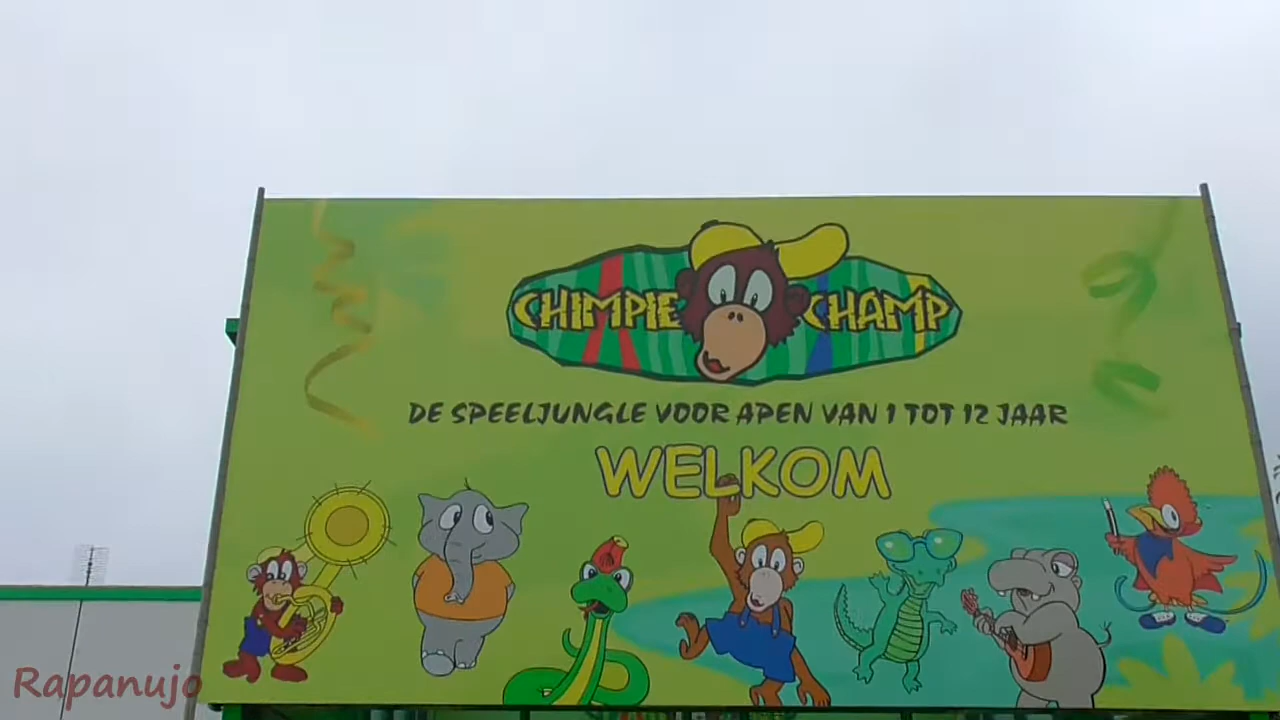 CHIMPIE CHAMP
DE SPEELJUNGLE VOOR APEN VAN 1 TOT 12 JAAR
WELKOM
Rapanujo